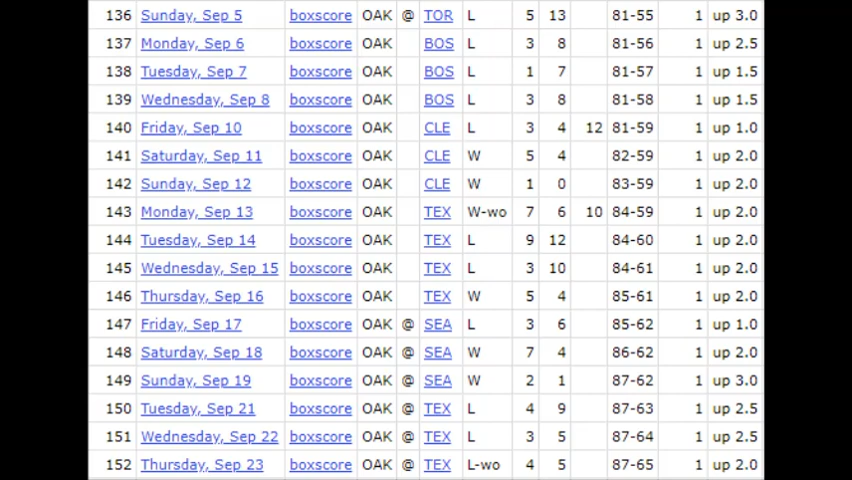 136 Sunday, Sep 5 boxscore OAK @ TOR L 5 13 81-55 1 up 3.0
137 Monday, Sep 6 boxscore OAK BOS L 3 8 81-56 1 up 2.5
138 Tuesday, Sep 7 boxscore OAK BOS L 1 7 81-57 1 up 1.5
139 Wednesday, Sep 8 boxscore OAK BOS L 3 8 81-58 1 up 1.5
140 Friday, Sep 10 boxscore OAK CLE L 3 4 12 81-59 1 up 1.0
141 Saturday, Sep 11 boxscore OAK CLE W 5 4 82-59 1 up 2.0
142 Sunday, Sep 12 boxscore OAK CLE W 1 0 83-59 1 up 2.0
143 Monday, Sep 13 boxscore OAK TEX W-wo 7 6 10 84-59 1 up 2.0
144 Tuesday, Sep 14 boxscore OAK TEX L 9 12 84-60 1 up 2.0
145 Wednesday, Sep 15 boxscore OAK TEX L 3 10 84-61 1 up 2.0
146 Thursday, Sep 16 boxscore OAK TEX W 5 4 85-61 1 up 2.0
147 Friday, Sep 17 boxscore OAK @ SEA L 3 6 85-62 1 up 1.0
148 Saturday, Sep 18 boxscore OAK @ SEA W 7 4 86-62 1 up 2.0
149 Sunday, Sep 19 boxscore OAK @ SEA W 2 1 87-62 1 up 3.0
150 Tuesday, Sep 21 boxscore OAK @ TEX L 4 9 87-63 1 up 2.5
151 Wednesday, Sep 22 boxscore OAK @ TEX L 3 5 87-64 1 up 2.5
152 Thursday, Sep 23 boxscore OAK @ TEX L-wo 4 5 87-65 1 up 2.0